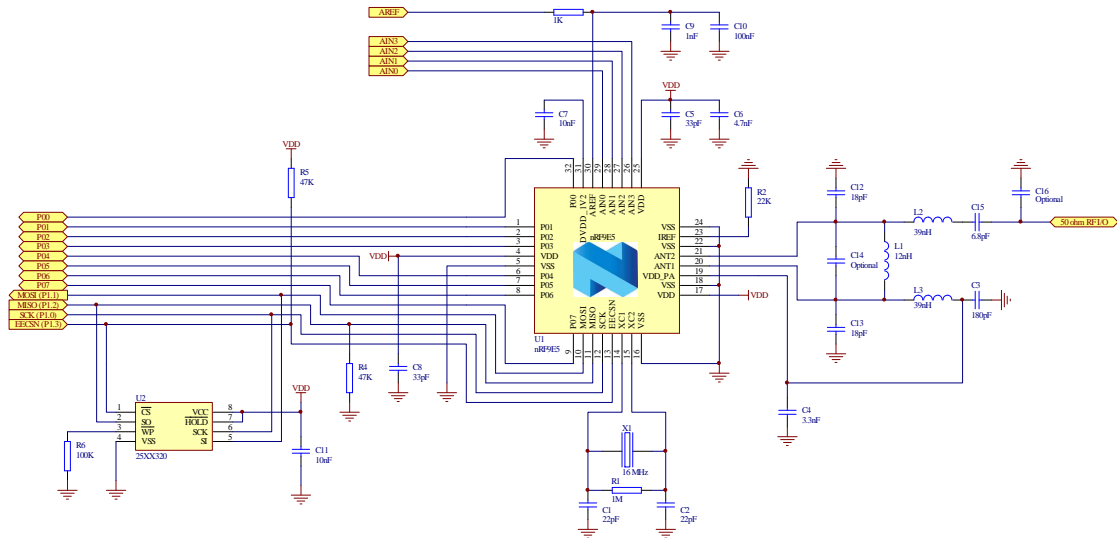 AREF
1K
C9
1nF
C10
100nF
AIN3
AIN2
AIN1
AIN0
VDD
C7
10nF
C5
33pF
C6
4.7nF
VDD
R5
47K
32
31
30
29
28
27
26
25
P00
DVDD_1V2
AREF
AIN0
AIN1
AIN2
AIN3
VDD
R2
22K
C12
18pF
C16
Optional
P00
P01
P02
P03
P04
P05
P06
P07
MOSI (P1.1)
MISO (P1.2)
SCK (P1.0)
EECSN (P1.3)
1
2
3
4
5
6
7
8
P01
P02
P03
VDD
VSS
P04
P05
P06
nRF9E5
VSS
IREF
VSS
ANT2
ANT1
VDD_PA
VSS
VDD
24
23
22
21
20
19
18
17
VDD
VDD
L2
39nH
C15
6.8pF
50 ohm RF I/O
C14
Optional
L1
12nH
L3
39nH
C3
180pF
C13
18pF
P07
MOSI
MISO
SCK
EECSN
XC1
XC2
VSS
U1
nRF9E5
9
10
11
12
13
14
15
16
R4
47K
C8
33pF
VDD
U2
1
2
3
4
CS
SO
WP
VSS
VCC
HOLD
SCK
SI
8
7
6
5
25XX320
R6
100K
C11
10nF
C4
3.3nF
X1
16 MHz
R1
1M
C1
22pF
C2
22pF